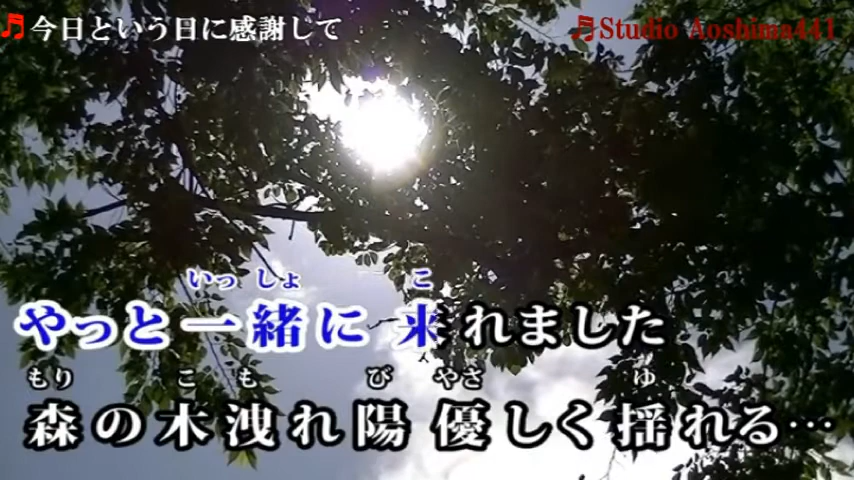 🎵今日という日に感謝して
🎵Studio Aoshima441
いっしょ こ
やっと一緒に 来れました
もり こ も び やさ ゆ
森の木洩れ陽 優しく揺れる…